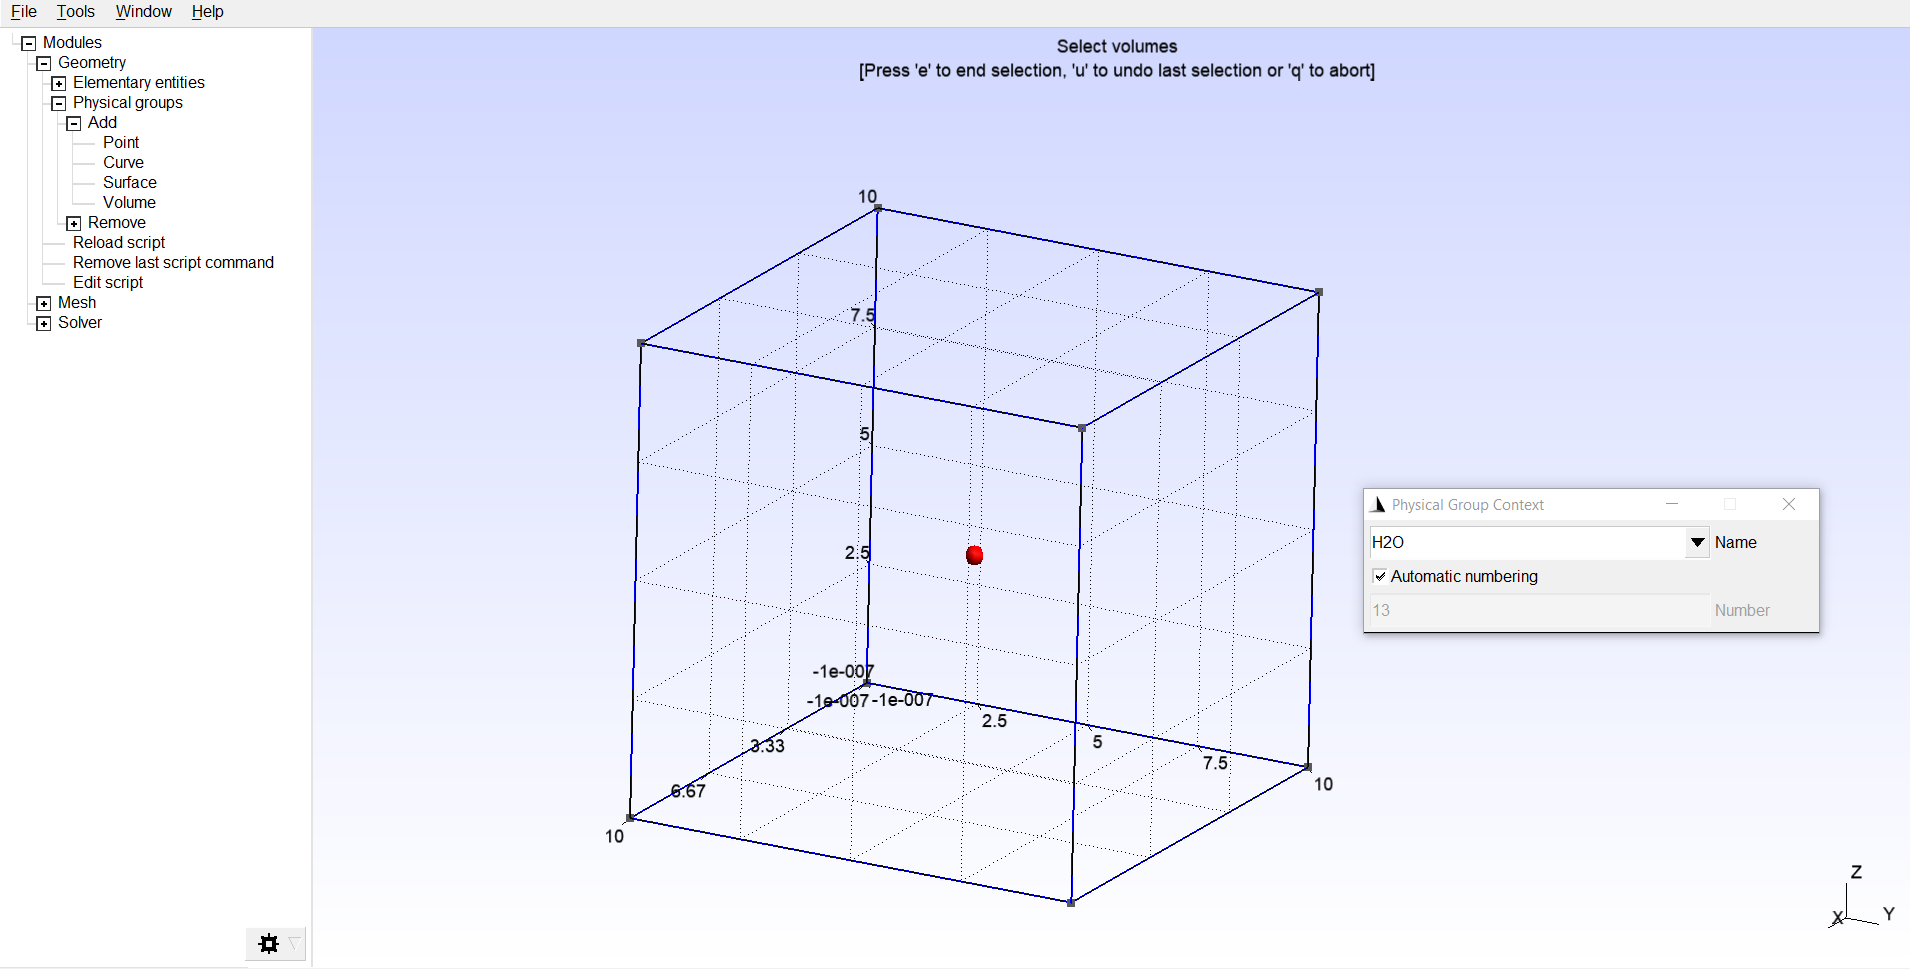 File Tools Window Help
Modules
Geometry
Elementary entities
Physical groups
Add
Point
Curve
Surface
Volume
Remove
Reload script
Remove last script command
Edit script
Mesh
Solver
Select volumes
[Press 'e' to end selection, 'u' to undo last selection or 'q' to abort]
10
7.5
5
2.5
-1e-007
-1e-007 -1e-007
2.5
5
7.5
10
3.33
6.67
10
Physical Group Context
H2O Name
Automatic numbering
13 Number
Z
X Y